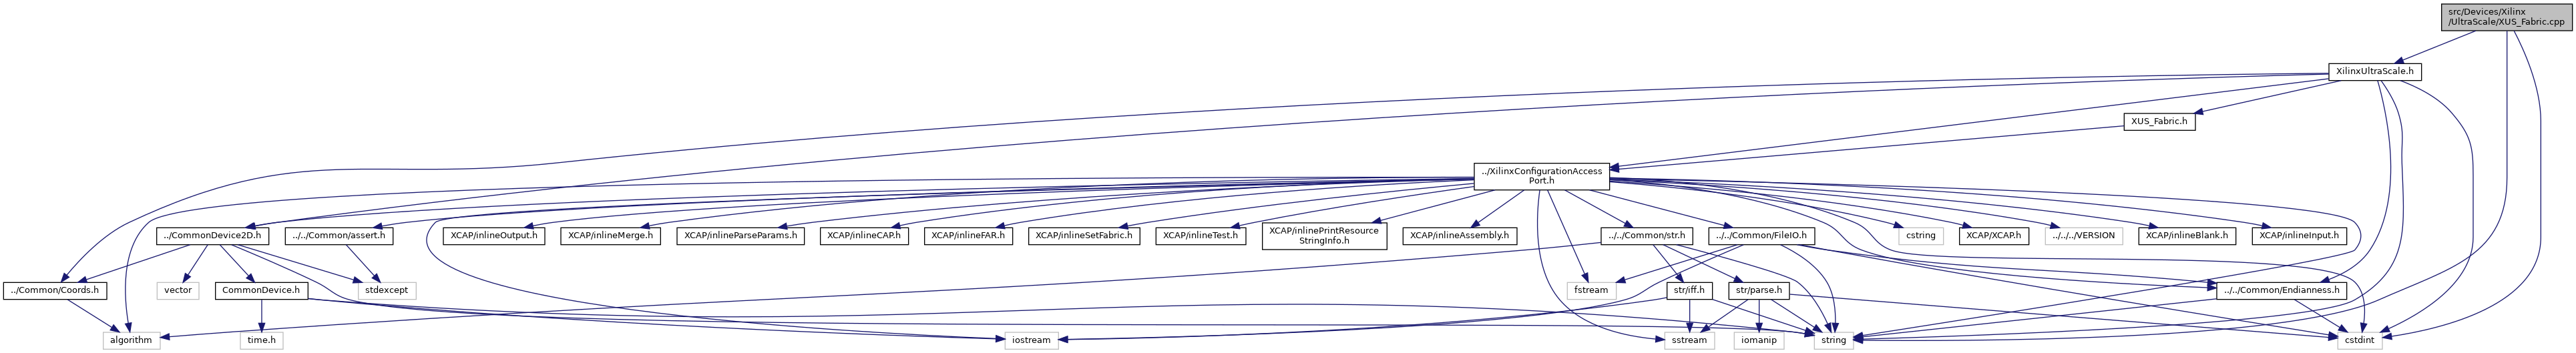 src/Devices/Xilinx
/UltraScale/XUS_Fabric.cpp
XilinxUltraScale.h
XUS_Fabric.h
../XilinxConfigurationAccess
Port.h
../CommonDevice2D.h
../../Common/assert.h
XCAP/inlineOutput.h
XCAP/inlineMerge.h
XCAP/inlineParseParams.h
XCAP/inlineCAP.h
XCAP/inlineFAR.h
XCAP/inlineSetFabric.h
XCAP/inlineTest.h
XCAP/inlinePrintResource
StringInfo.h
XCAP/inlineAssembly.h
../../Common/str.h
../../Common/FileIO.h
cstring
XCAP/XCAP.h
../../../VERSION
XCAP/inlineBlank.h
XCAP/inlineInput.h
../Common/Coords.h
vector
CommonDevice.h
stdexcept
fstream
str/iff.h
str/parse.h
../../Common/Endianness.h
algorithm
time.h
iostream
sstream
iomanip
string
cstdint